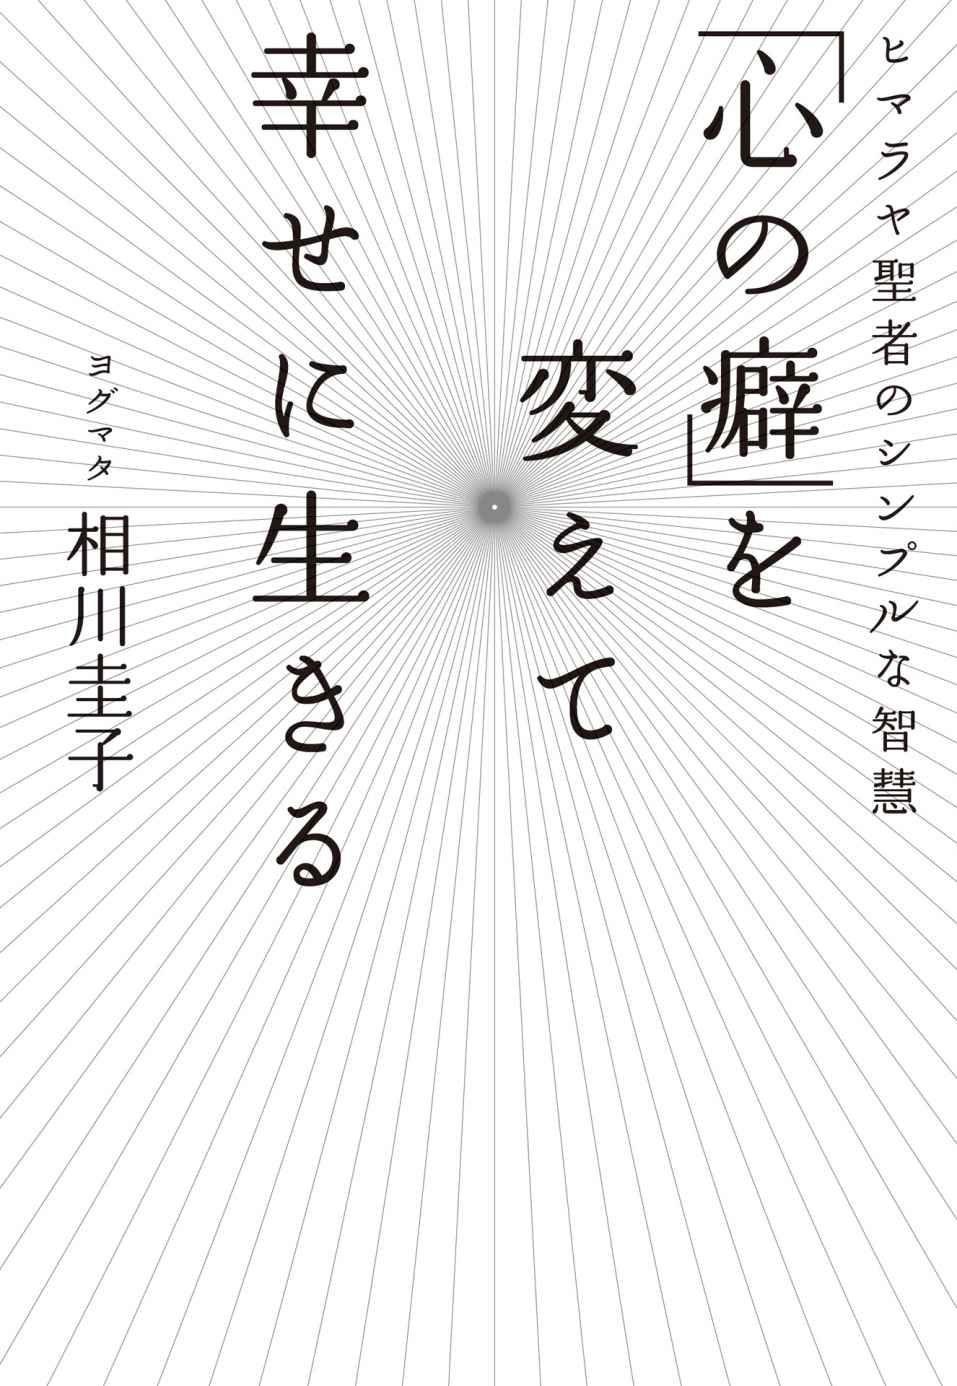 ヒマラヤ聖者のシンプルな智慧
「心の癖」を
変えて
幸せに生きる
ヨグマタ 相川圭子